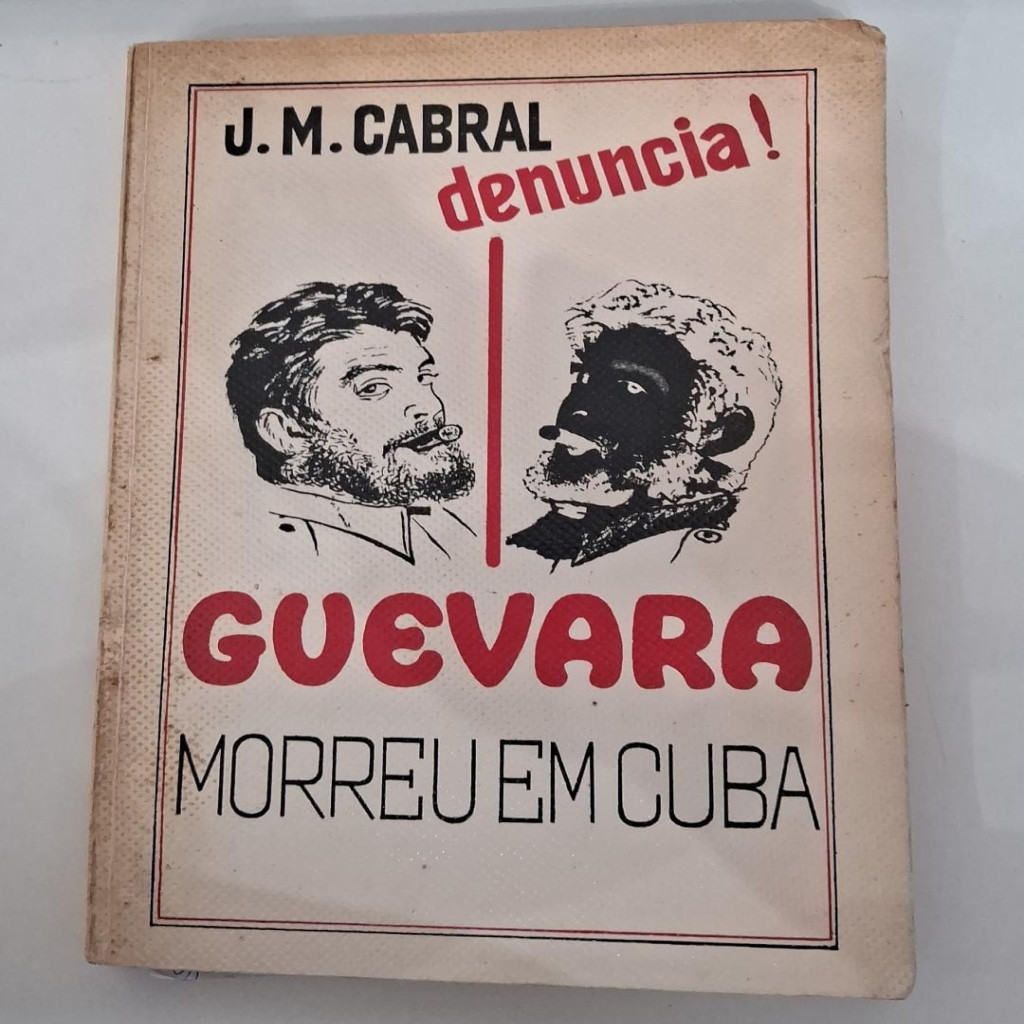 J. M. CABRAL
denuncia!
GUEVARA
MORREU EM CUBA